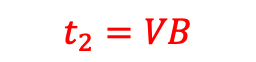 t₂ = VB